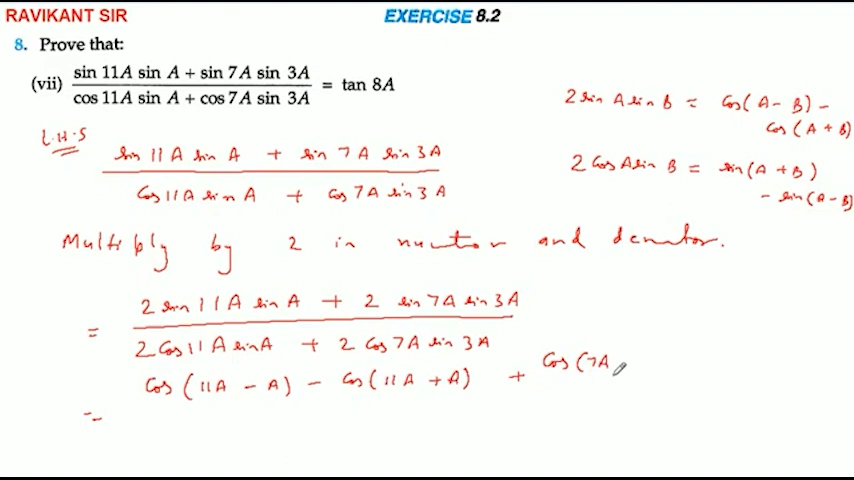 RAVIKANT SIR
EXERCISE 8.2
8. Prove that:
(vii) sin 11A sin A + sin 7A sin 3A / cos 11A sin A + cos 7A sin 3A = tan 8A
2 sin A sin B = cos(A - B) -
cos(A + B)
2 cos A sin B = sin(A + B)
- sin(A - B)
L.H.S
sin 11A sin A + sin 7A sin 3A
cos 11A sin A + cos 7A sin 3A
Multiply by 2 in and
= 2 sin 11A sin A + 2 sin 7A sin 3A
2 cos 11A sin A + 2 cos 7A sin 3A
= cos(11A - A) - cos(11A + A) + cos(7A